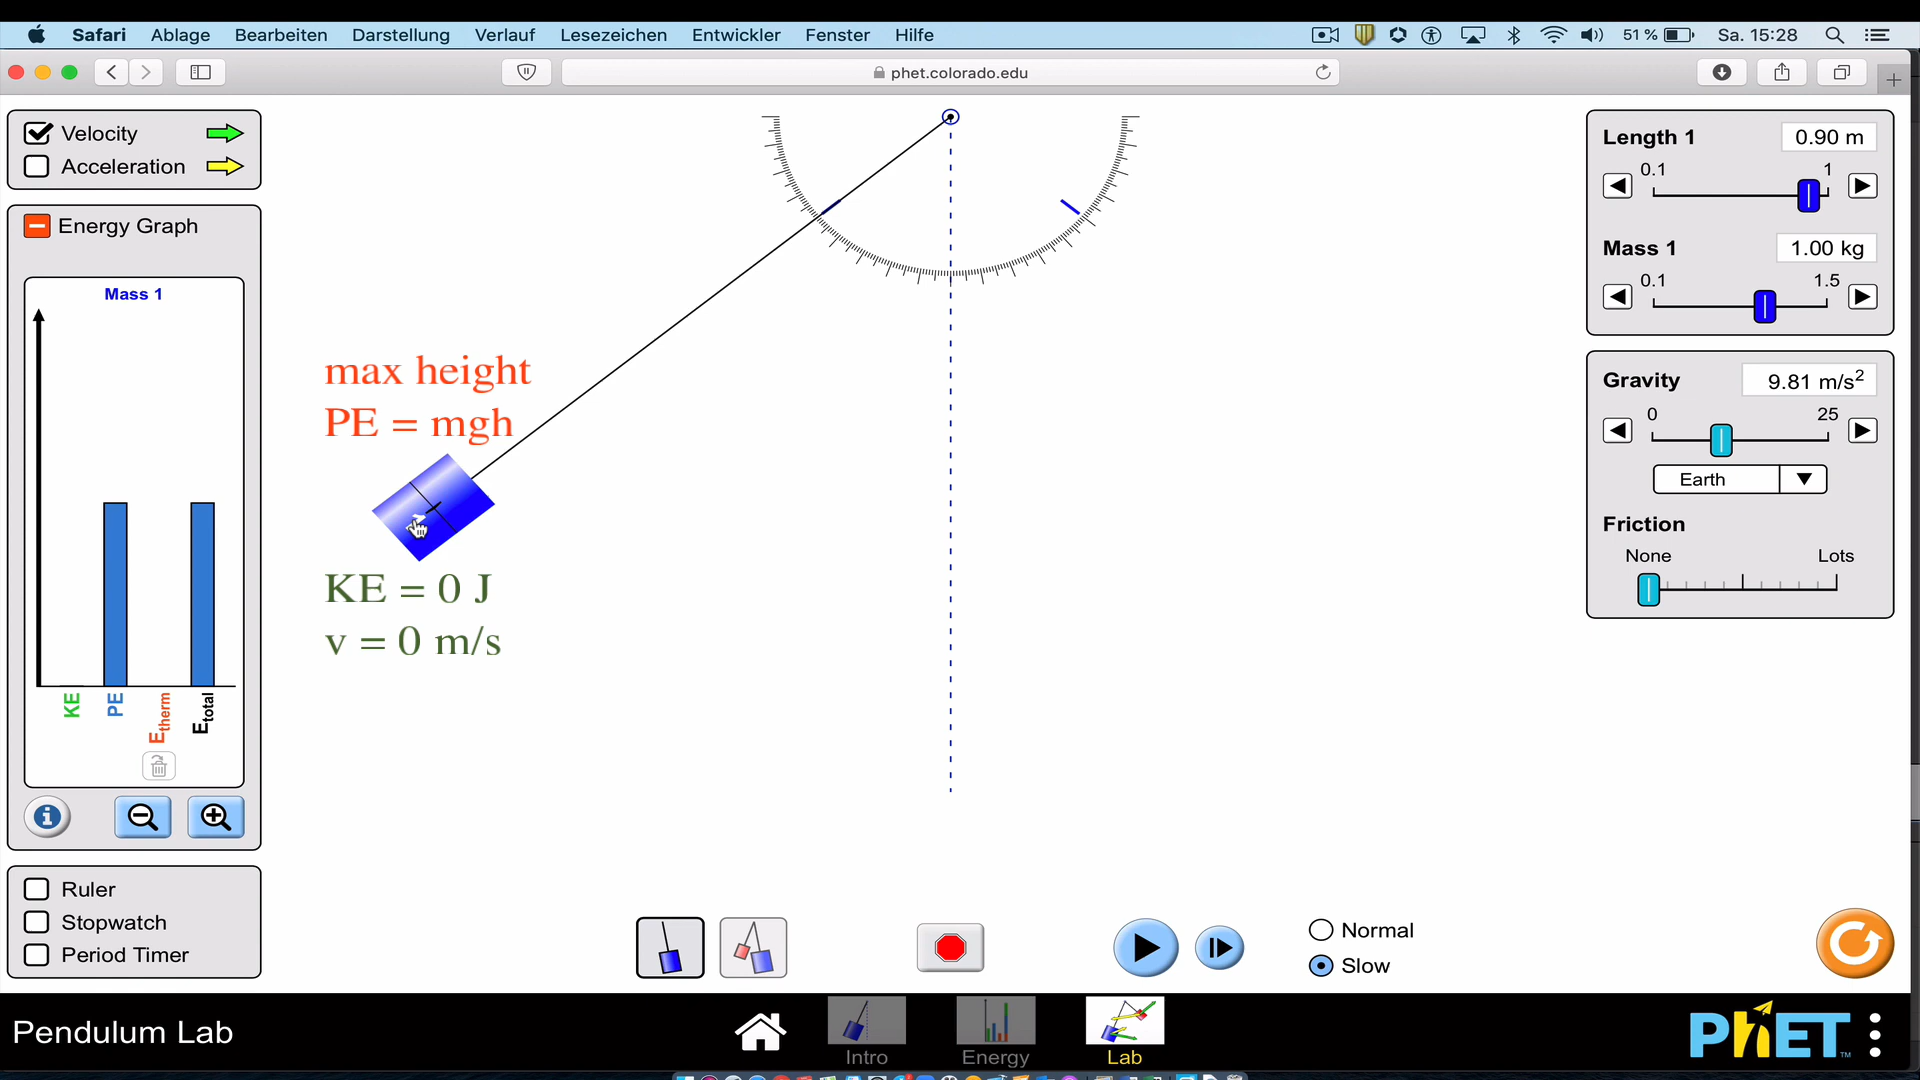 Safari Ablage Bearbeiten Darstellung Verlauf Lesezeichen Entwickler Fenster Hilfe 51 % Sa. 15:28
phet.colorado.edu
Velocity
Acceleration
Energy Graph
Mass 1
KE
PE
Etherm
Etotal
Ruler
Stopwatch
Period Timer
max height
PE = mgh
KE = 0 J
v = 0 m/s
Length 1 0.90 m
0.1 1
Mass 1 1.00 kg
0.1 1.5
Gravity 9.81 m/s²
0 25
Earth
Friction
None Lots
Normal
Slow
Pendulum Lab
Intro
Energy
Lab
PhET